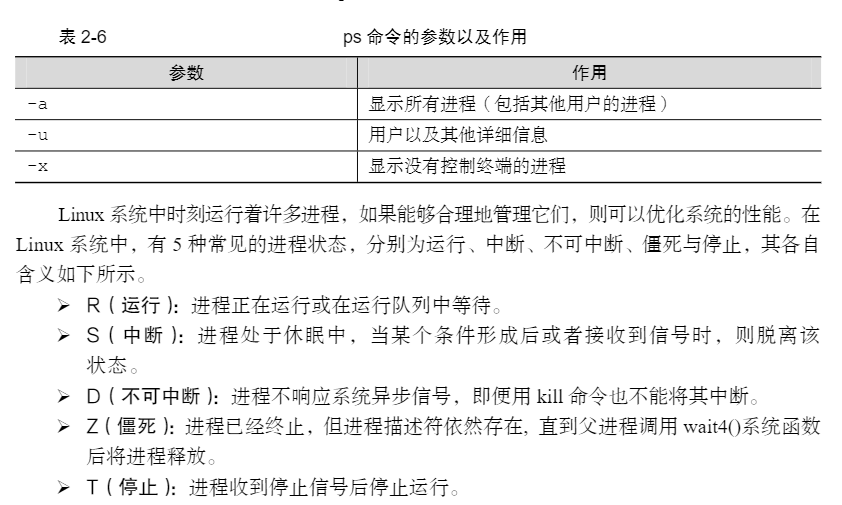 表 2-6 ps 命令的参数以及作用
参数 作用
-a 显示所有进程（包括其他用户的进程）
-u 用户以及其他详细信息
-x 显示没有控制终端的进程
Linux 系统中时刻运行着许多进程，如果能够合理地管理它们，则可以优化系统的性能。在
Linux 系统中，有 5 种常见的进程状态，分别为运行、中断、不可中断、僵死与停止，其各自
含义如下所示。
➢ R（运行）：进程正在运行或在运行队列中等待。
➢ S（中断）：进程处于休眠中，当某个条件形成后或者接收到信号时，则脱离该
状态。
➢ D（不可中断）：进程不响应系统异步信号，即便用 kill 命令也不能将其中断。
➢ Z（僵死）：进程已经终止，但进程描述符依然存在, 直到父进程调用 wait4()系统函数
后将进程释放。
➢ T（停止）：进程收到停止信号后停止运行。